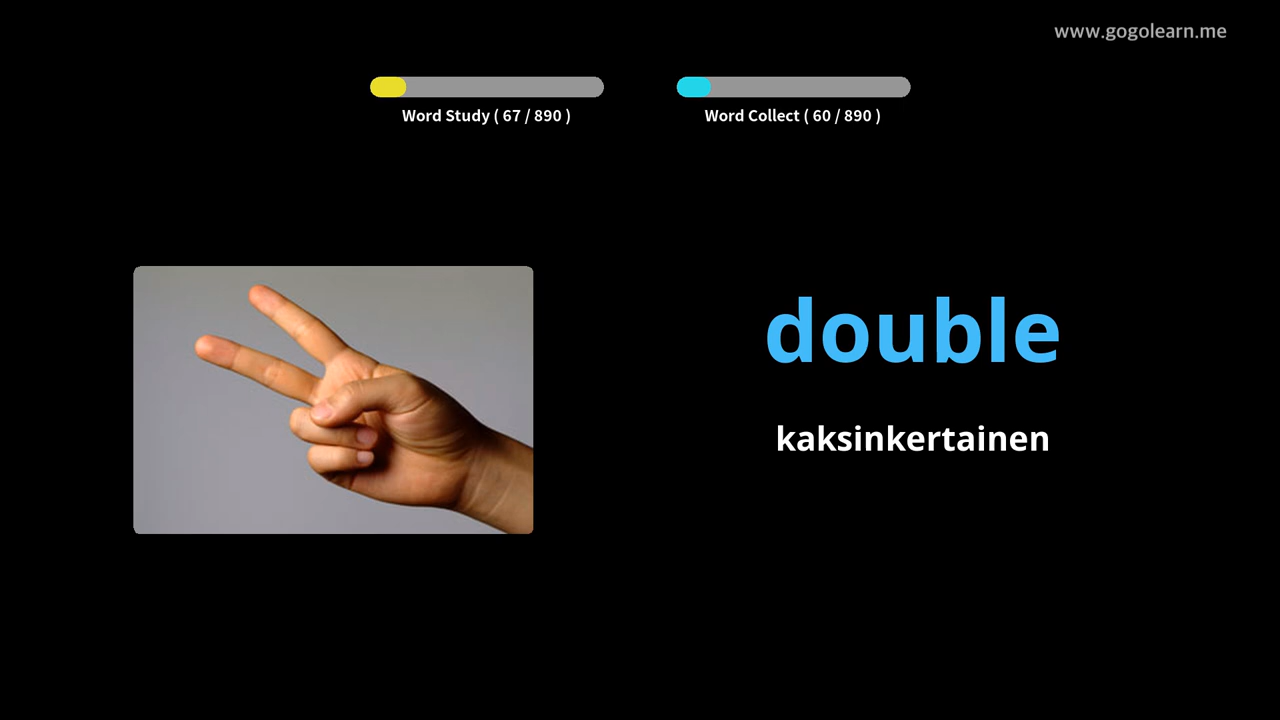 www.gogolearn.me
Word Study ( 67 / 890 )
Word Collect ( 60 / 890 )
double
kaksinkertainen